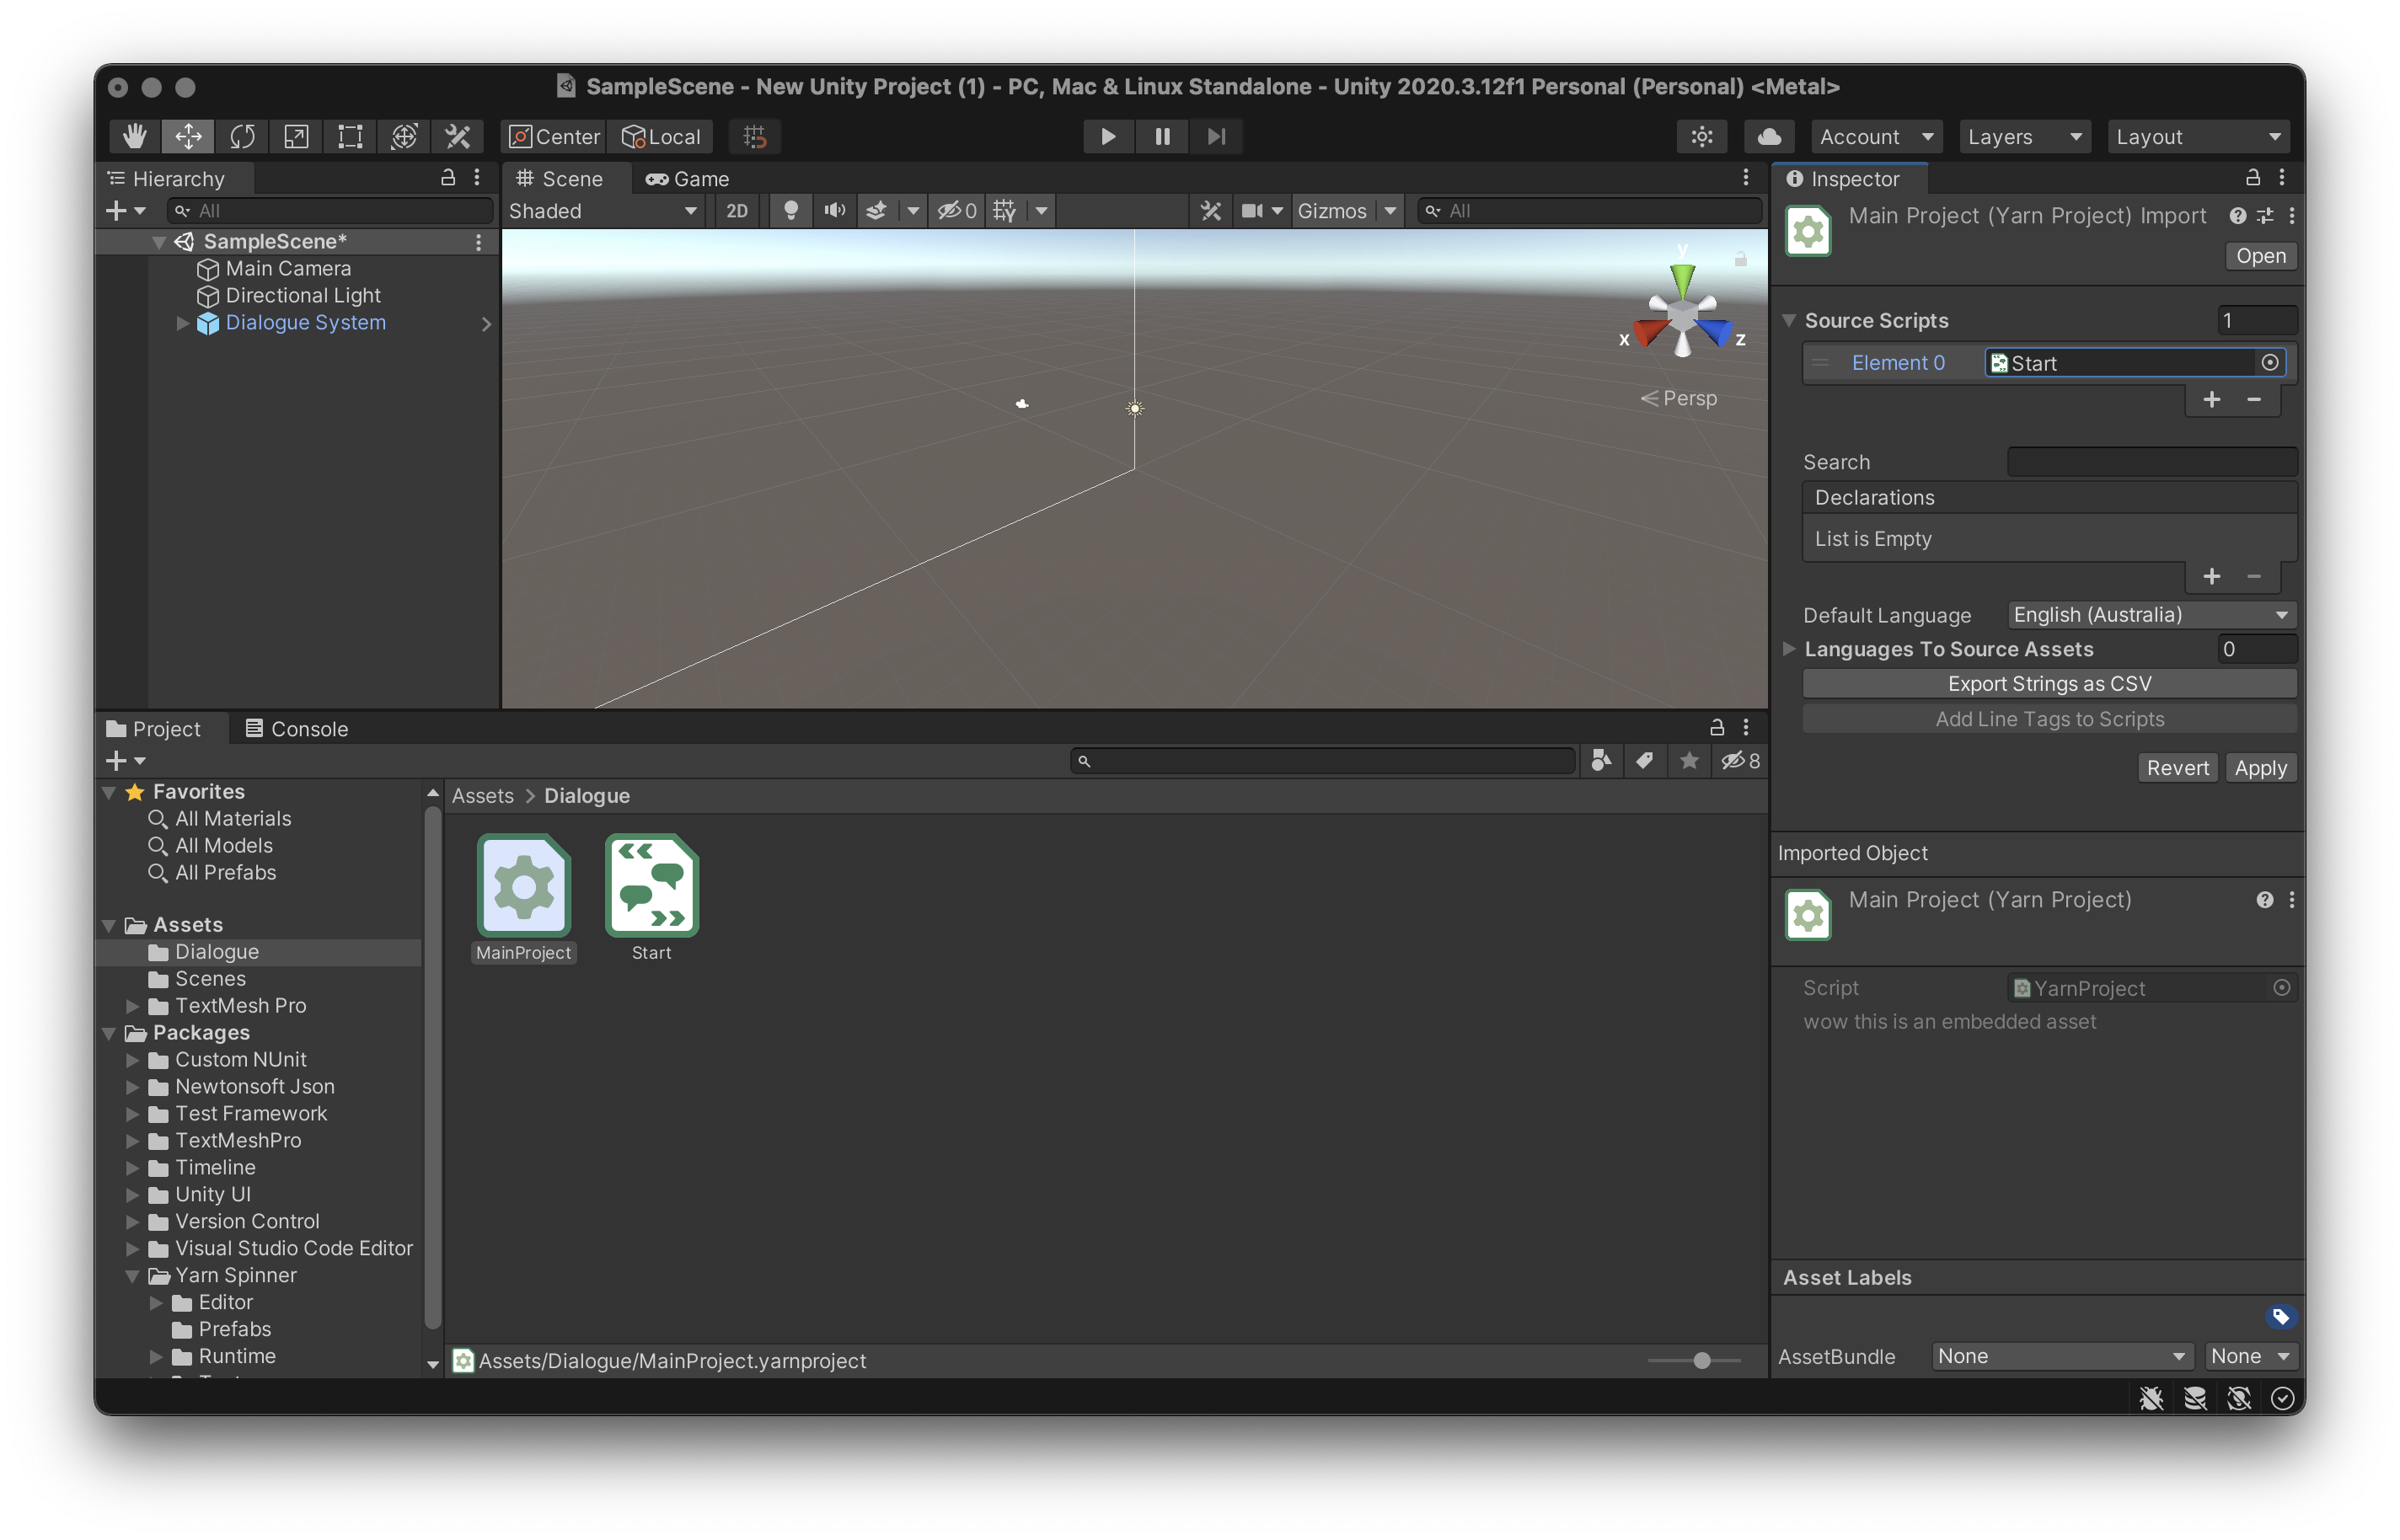 SampleScene - New Unity Project (1) - PC, Mac & Linux Standalone - Unity 2020.3.12f1 Personal (Personal) <Metal>
Center
Local
Account
Layers
Layout
Hierarchy
All
SampleScene*
Main Camera
Directional Light
Dialogue System
Scene
Game
Shaded
2D
0
Gizmos
All
y
x
z
Persp
Inspector
Main Project (Yarn Project) Import
Open
Source Scripts
1
Element 0
Start
Search
Declarations
List is Empty
Default Language
English (Australia)
Languages To Source Assets
0
Export Strings as CSV
Add Line Tags to Scripts
Revert
Apply
Imported Object
Main Project (Yarn Project)
Script
YarnProject
wow this is an embedded asset
Asset Labels
AssetBundle
None
None
Project
Console
8
Favorites
All Materials
All Models
All Prefabs
Assets
Dialogue
Scenes
TextMesh Pro
Packages
Custom NUnit
Newtonsoft Json
Test Framework
TextMeshPro
Timeline
Unity UI
Version Control
Visual Studio Code Editor
Yarn Spinner
Editor
Prefabs
Runtime
Assets > Dialogue
MainProject
Start
Assets/Dialogue/MainProject.yarnproject